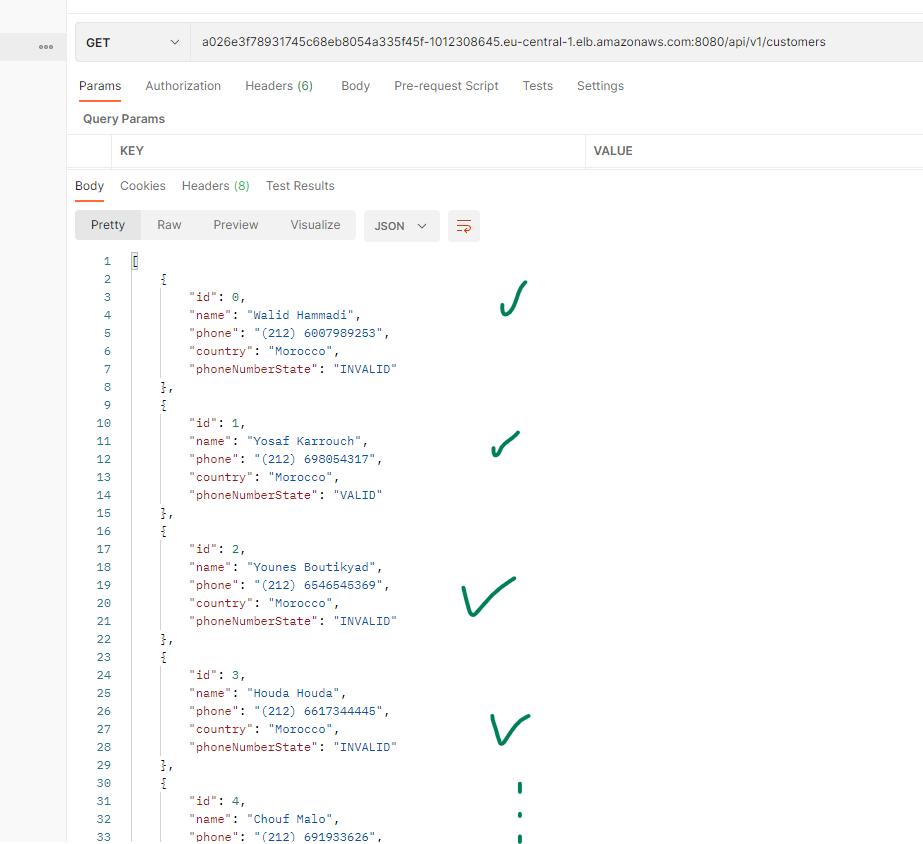 GET a026e3f78931745c68eb8054a335f45f-1012308645.eu-central-1.elb.amazonaws.com:8080/api/v1/customers
Params Authorization Headers (6) Body Pre-request Script Tests Settings
Query Params
KEY VALUE
Body Cookies Headers (8) Test Results
Pretty Raw Preview Visualize JSON
1 [
2 {
3 "id": 0,
4 "name": "Walid Hammadi",
5 "phone": "(212) 6007989253",
6 "country": "Morocco",
7 "phoneNumberState": "INVALID"
8 },
9 {
10 "id": 1,
11 "name": "Yosaf Karrouch",
12 "phone": "(212) 698054317",
13 "country": "Morocco",
14 "phoneNumberState": "VALID"
15 },
16 {
17 "id": 2,
18 "name": "Younes Boutikyad",
19 "phone": "(212) 6546545369",
20 "country": "Morocco",
21 "phoneNumberState": "INVALID"
22 },
23 {
24 "id": 3,
25 "name": "Houda Houda",
26 "phone": "(212) 6617344445",
27 "country": "Morocco",
28 "phoneNumberState": "INVALID"
29 },
30 {
31 "id": 4,
32 "name": "Chouf Malo",
33 "phone": "(212) 691933626",